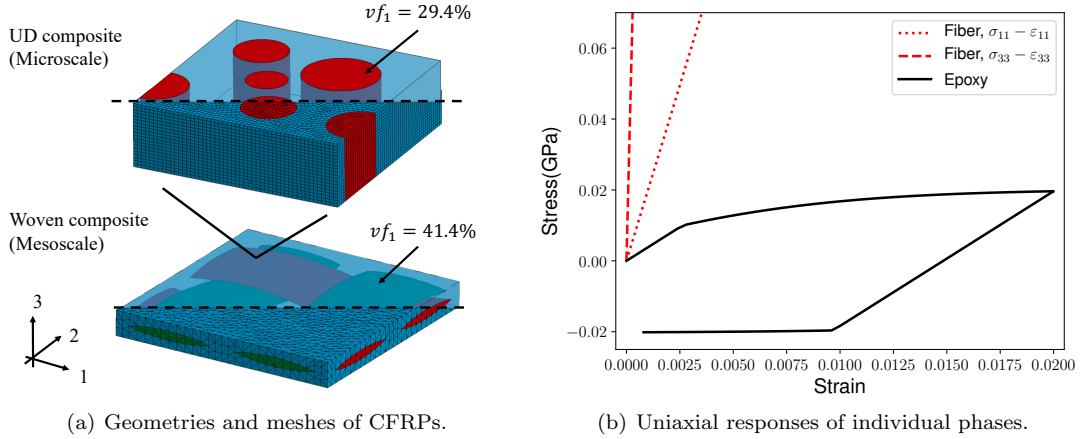 UD composite
(Microscale)
vf₁ = 29.4%
Woven composite
(Mesoscale)
vf₁ = 41.4%
3
2
1
(a) Geometries and meshes of CFRPs.
Fiber, σ₁₁ − ε₁₁
Fiber, σ₃₃ − ε₃₃
Epoxy
Stress(GPa)
0.06
0.04
0.02
0.00
−0.02
0.0000 0.0025 0.0050 0.0075 0.0100 0.0125 0.0150 0.0175 0.0200
Strain
(b) Uniaxial responses of individual phases.